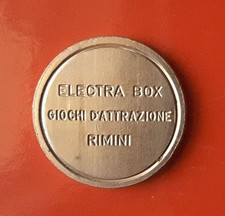 ELECTRA BOX
GIOCHI D'ATTRAZIONE
RIMINI